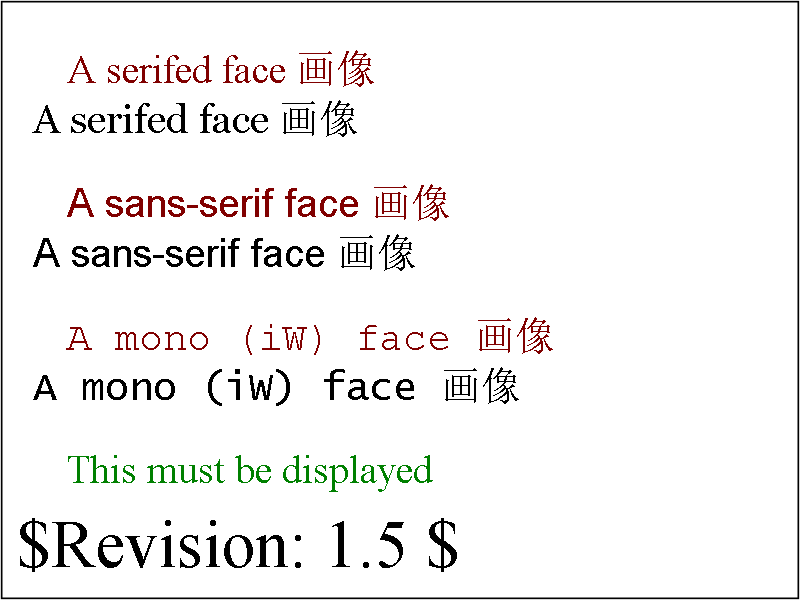 A serifed face 画像
A serifed face 画像
A sans-serif face 画像
A sans-serif face 画像
A mono (iW) face 画像
A mono (iW) face 画像
This must be displayed
$Revision: 1.5 $